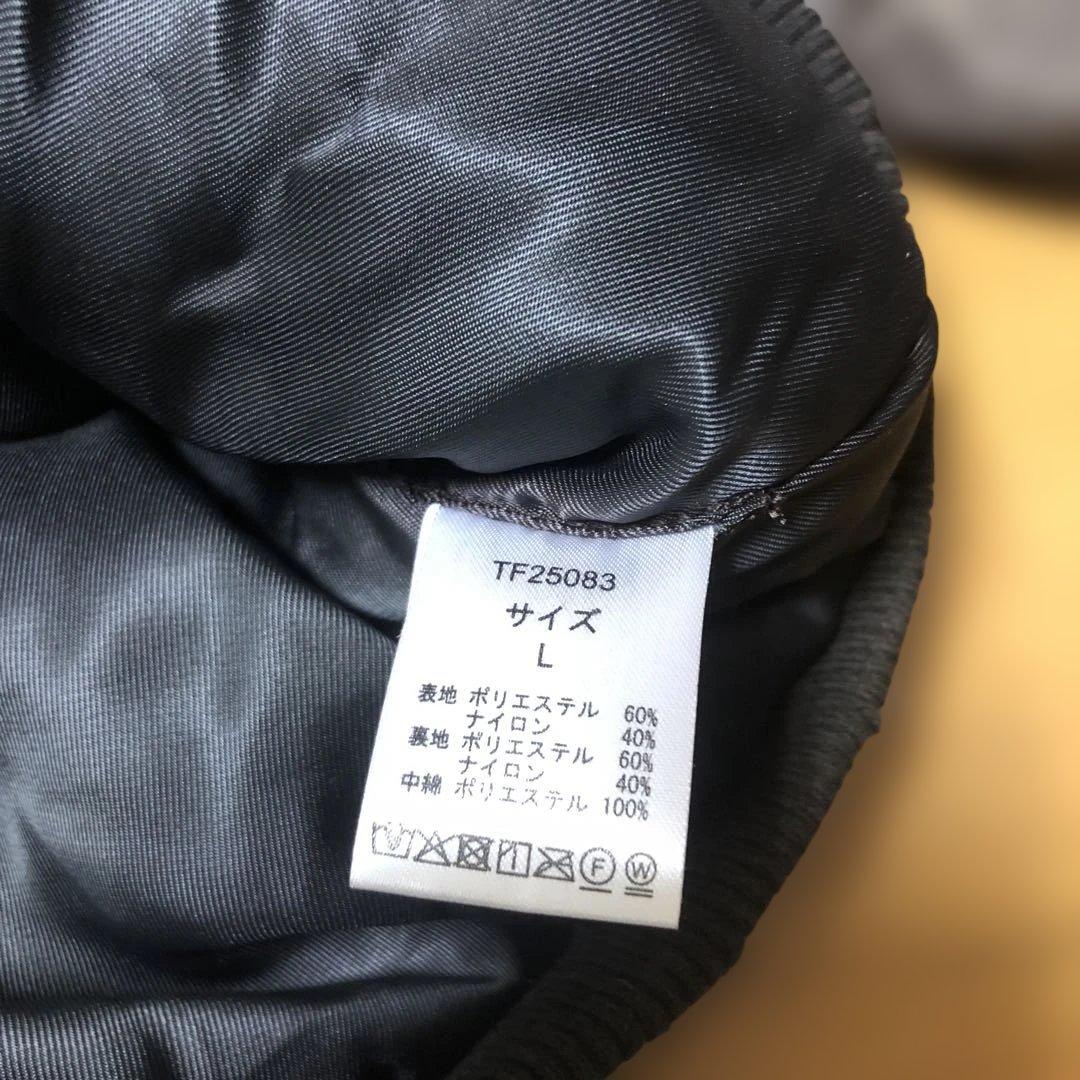 TF25083
サイズ
L
表地 ポリエステル 60%
ナイロン 40%
裏地 ポリエステル 60%
ナイロン 40%
中綿 ポリエステル 100%
F W